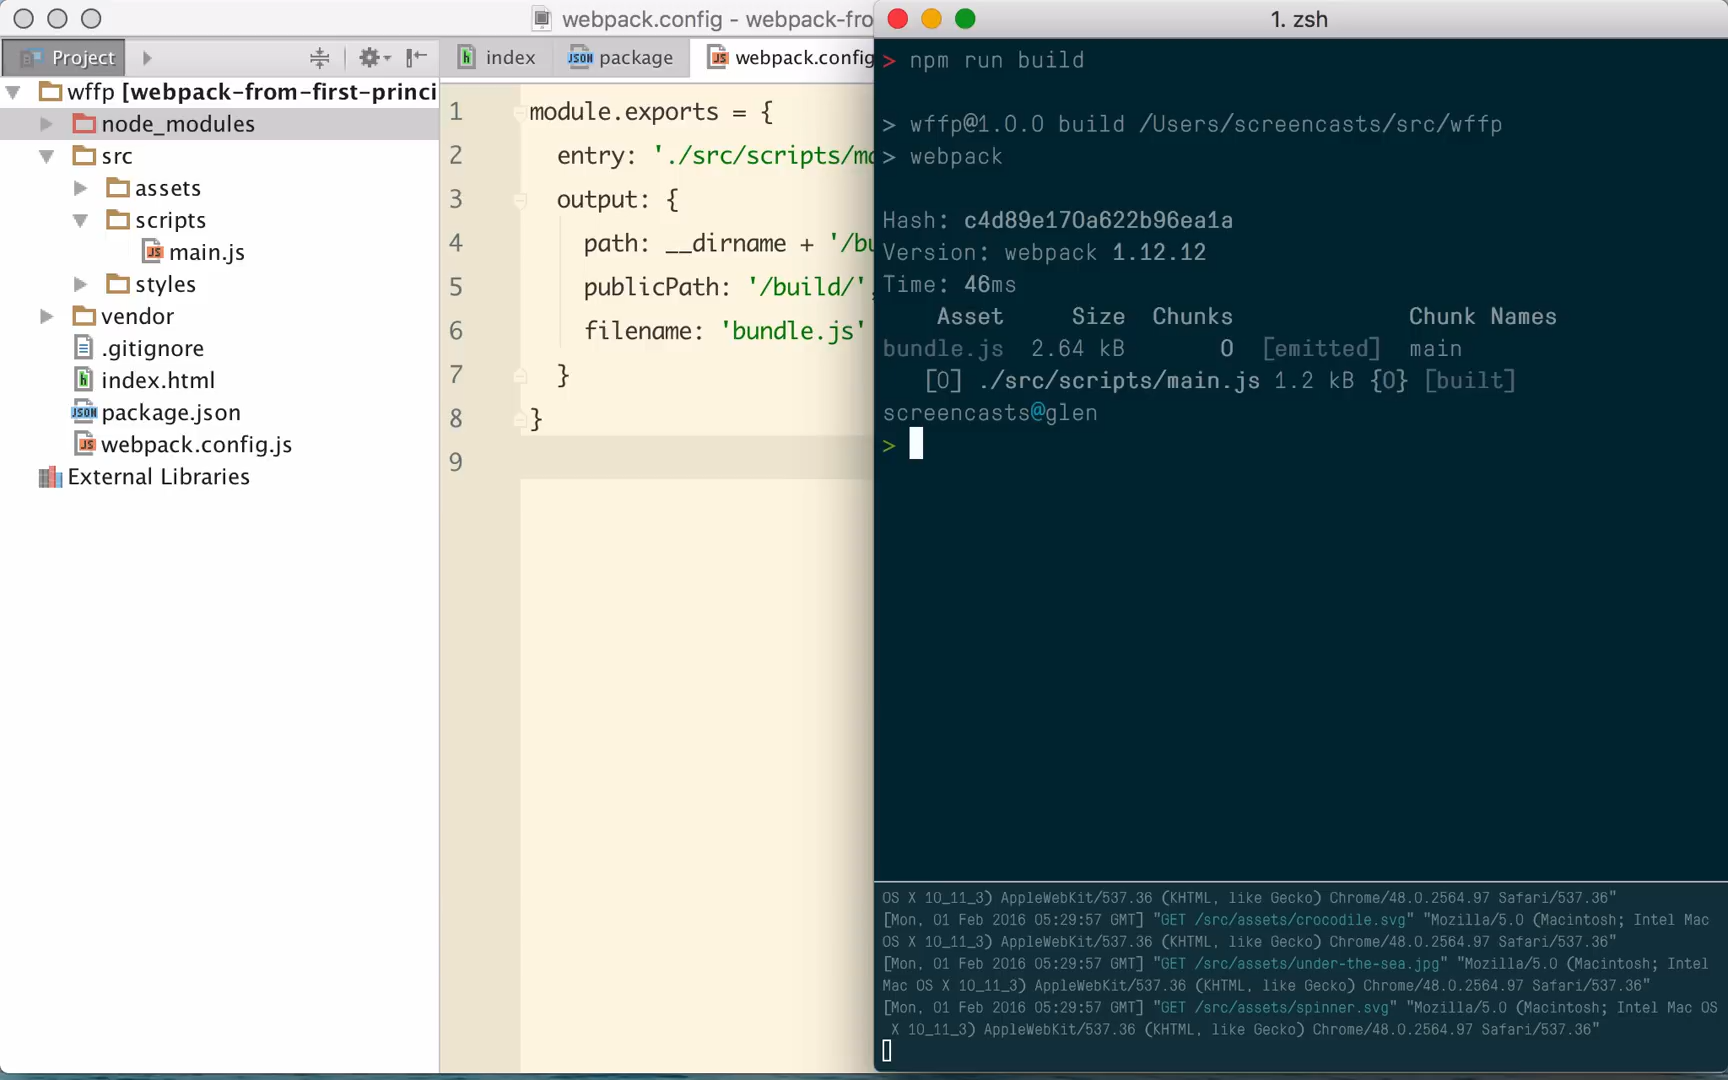 webpack.config - webpack-fro
Project
wffp [webpack-from-first-princi
node_modules
src
assets
scripts
main.js
styles
vendor
.gitignore
index.html
package.json
webpack.config.js
External Libraries
index
package
webpack.config
1 module.exports = {
2 entry: './src/scripts/ma
3 output: {
4 path: __dirname + '/bu
5 publicPath: '/build/',
6 filename: 'bundle.js'
7 }
8 }
9
1. zsh
> npm run build
> wffp@1.0.0 build /Users/screencasts/src/wffp
> webpack
Hash: c4d89e170a622b96ea1a
Version: webpack 1.12.12
Time: 46ms
Asset Size Chunks Chunk Names
bundle.js 2.64 kB 0 [emitted] main
[0] ./src/scripts/main.js 1.2 kB {0} [built]
screencasts@glen
>
OS X 10_11_3) AppleWebKit/537.36 (KHTML, like Gecko) Chrome/48.0.2564.97 Safari/537.36"
[Mon, 01 Feb 2016 05:29:57 GMT] "GET /src/assets/crocodile.svg" "Mozilla/5.0 (Macintosh; Intel Mac
OS X 10_11_3) AppleWebKit/537.36 (KHTML, like Gecko) Chrome/48.0.2564.97 Safari/537.36"
[Mon, 01 Feb 2016 05:29:57 GMT] "GET /src/assets/under-the-sea.jpg" "Mozilla/5.0 (Macintosh; Intel
Mac OS X 10_11_3) AppleWebKit/537.36 (KHTML, like Gecko) Chrome/48.0.2564.97 Safari/537.36"
[Mon, 01 Feb 2016 05:29:57 GMT] "GET /src/assets/spinner.svg" "Mozilla/5.0 (Macintosh; Intel Mac OS
X 10_11_3) AppleWebKit/537.36 (KHTML, like Gecko) Chrome/48.0.2564.97 Safari/537.36"